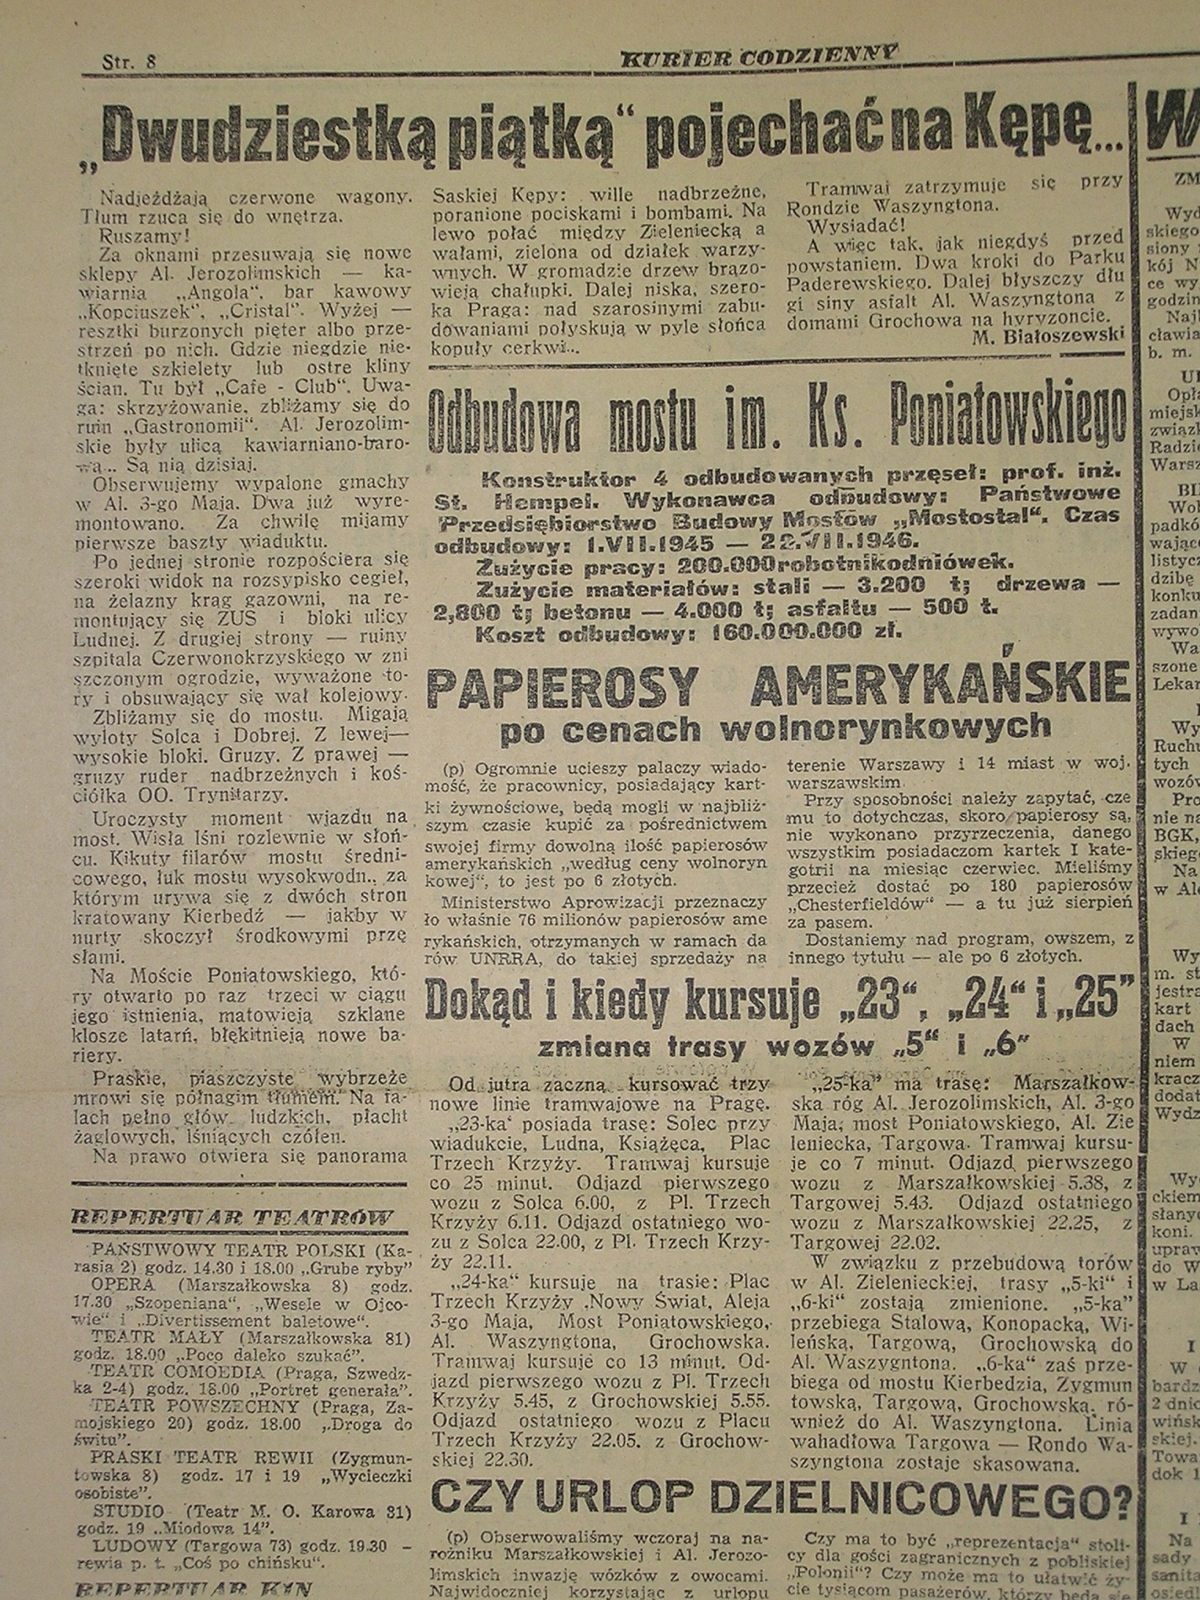 Str. 8
KURIER CODZIENNY
„Dwudziestką piątką" pojechać na Kępę...
Nadjeżdżają czerwone wagony.
Tłum rzuca się do wnętrza.
Ruszamy!
Za oknami przesuwają się nowe
sklepy Al. Jerozolimskich — ka-
wiarnia „Angola". bar kawowy
„Kopciuszek", „Cristal". Wyżej —
resztki burzonych pięter albo prze-
strzeń po nich. Gdzie niegdzie nie-
tknięte szkielety lub ostre kliny
ścian. Tu był „Cafe - Club". Uwa-
ga: skrzyżowanie, zbliżamy się do
ruin „Gastronomii". Al. Jerozolim-
skie były ulicą kawiarniano-baro-
wą... Są nią dzisiaj.
Obserwujemy wypalone gmachy
w Al. 3-go Maja. Dwa już wyre-
montowano. Za chwilę mijamy
pierwsze baszty wiaduktu.
Po jednej stronie rozpościera się
szeroki widok na rozsypisko cegieł,
na żelazny krąg gazowni, na re-
montujący się ZUS i bloki ulicy
Ludnej. Z drugiej strony — ruiny
szpitala Czerwonokrzyskiego w zni
szczonym ogrodzie, wyważone to-
ry i obsuwający się wał kolejowy.
Zbliżamy się do mostu. Migają
wyloty Solca i Dobrej. Z lewej—
wysokie bloki. Gruzy. Z prawej —
gruzy ruder nadbrzeżnych i koś-
ciółka OO. Trynitarzy.
Uroczysty moment wjazdu na
most. Wisła lśni rozlewnie w słoń-
cu. Kikuty filarów mostu średni-
cowego, łuk mostu wysokwodn., za
którym urywa się z dwóch stron
kratowany Kierbedź — jakby w
nurty skoczył środkowymi przę
słami.
Na Moście Poniatowskiego, któ-
ry otwarto po raz trzeci w ciągu
jego istnienia, matowieją szklane
klosze latarń, błękitnieją nowe ba-
riery.
Praskie, piaszczyste wybrzeże
mrowi się półnagim tłumem. Na fa-
lach pełno głów ludzkich, płacht
żaglowych, lśniących czółen.
Na prawo otwiera się panorama
Saskiej Kępy: wille nadbrzeżne,
poranione pociskami i bombami. Na
lewo połać między Zieleniecką a
wałami, zielona od działek warzy-
wnych. W gromadzie drzew brązo-
wieją chałupki. Dalej niska, szero-
ka Praga: nad szarosinymi zabu-
dowaniami połyskują w pyle słońca
kopuły cerkwi...
Tramwaj zatrzymuje się przy
Rondzie Waszyngtona.
Wysiadać!
A więc tak, jak niegdyś przed
powstaniem. Dwa kroki do Parku
Paderewskiego. Dalej błyszczy dłu
gi siny asfalt Al. Waszyngtona z
domami Grochowa na horyzoncie.
M. Białoszewski
Odbudowa mostu im. Ks. Poniatowskiego
Konstruktor 4 odbudowanych przęseł: prof. inż.
St. Hempel. Wykonawca odbudowy: Państwowe
Przedsiębiorstwo Budowy Mostów „Mostostal". Czas
odbudowy: 1.VII.1945 — 22.VII.1946.
Zużycie pracy: 200.000 robotnikodniówek.
Zużycie materiałów: stali — 3.200 t; drzewa —
2,800 t; betonu — 4.000 t; asfaltu — 500 t.
Koszt odbudowy: 160.000.000 zł.
PAPIEROSY AMERYKAŃSKIE
po cenach wolnorynkowych
(p) Ogromnie ucieszy palaczy wiado-
mość, że pracownicy, posiadający kart-
ki żywnościowe, będą mogli w najbliż-
szym czasie kupić za pośrednictwem
swojej firmy dowolną ilość papierosów
amerykańskich „według ceny wolnoryn
kowej", to jest po 6 złotych.
Ministerstwo Aprowizacji przeznaczy
ło właśnie 76 milionów papierosów ame
rykańskich, otrzymanych w ramach da
rów UNRRA, do takiej sprzedaży na
terenie Warszawy i 14 miast w woj.
warszawskim.
Przy sposobności należy zapytać, cze
mu to dotychczas, skoro papierosy są,
nie wykonano przyrzeczenia, danego
wszystkim posiadaczom kartek I kate-
gotrii na miesiąc czerwiec. Mieliśmy
przecież dostać po 180 papierosów
„Chesterfieldów" — a tu już sierpień
za pasem.
Dostaniemy nad program, owszem, z
innego tytułu — ale po 6 złotych.
Dokąd i kiedy kursuje „23", „24" i „25"
zmiana trasy wozów „5" i „6"
Od jutra zaczną kursować trzy
nowe linie tramwajowe na Pragę.
„23-ka' posiada trasę: Solec przy
wiadukcie, Ludna, Książęca, Plac
Trzech Krzyży. Tramwaj kursuje
co 25 minut. Odjazd pierwszego
wozu z Solca 6.00, z Pl. Trzech
Krzyży 6.11. Odjazd ostatniego wo-
zu z Solca 22.00, z Pl. Trzech Krzy-
ży 22.11.
„24-ka" kursuje na trasie: Plac
Trzech Krzyży .Nowy Świat, Aleja
3-go Maja, Most Poniatowskiego,
Al. Waszyngtona, Grochowska.
Tramwaj kursuje co 13 minut. Od-
jazd pierwszego wozu z Pl. Trzech
Krzyży 5.45, z Grochowskiej 5.55.
Odjazd ostatniego wozu z Placu
Trzech Krzyży 22.05. z Grochow-
skiej 22.30.
„25-ka" ma trasę: Marszałkow-
ska róg Al. Jerozolimskich, Al. 3-go
Maja, most Poniatowskiego, Al. Zie
leniecka, Targowa. Tramwaj kursu-
je co 7 minut. Odjazd pierwszego
wozu z Marszałkowskiej 5.38, z
Targowej 5.43. Odjazd ostatniego
wozu z Marszałkowskiej 22.25, z
Targowej 22.02.
W związku z przebudową torów
w Al. Zielenieckiej, trasy „5-ki" i
„6-ki" zostają zmienione. „5-ka"
przebiega Stalową, Konopacką, Wi-
leńską, Targową, Grochowską do
Al. Waszygntona. „6-ka" zaś prze-
biega od mostu Kierbedzia, Zygmun
towską, Targową, Grochowską, ró-
wnież do Al. Waszyngtona. Linia
wahadłowa Targowa — Rondo Wa-
szyngtona zostaje skasowana.
CZY URLOP DZIELNICOWEGO?
(p) Obserwowaliśmy wczoraj na na-
rożniku Marszałkowskiej i Al. Jerozo-
limskich inwazję wózków z owocami.
Najwidoczniej korzystając z urlopu
Czy ma to być „reprezentacja" stoli-
cy dla gości zagranicznych z pobliskiej
„Polonii"? Czy może ma to ułatwić ży-
cie tysiącom pasażerów, którzy będą się
REPERTUAR TEATRÓW
PAŃSTWOWY TEATR POLSKI (Ka-
rasia 2) godz. 14.30 i 18.00 „Grube ryby"
OPERA (Marszałkowska 8) godz.
17.30 „Szopeniana", „Wesele w Ojco-
wie" i „Divertissement baletowe".
TEATR MAŁY (Marszałkowska 81)
godz. 18.00 „Poco daleko szukać".
TEATR COMOEDIA (Praga, Szwedz-
ka 2-4) godz. 18.00 „Portret generała".
TEATR POWSZECHNY (Praga, Za-
mojskiego 20) godz. 18.00 „Droga do
świtu".
PRASKI TEATR REWII (Zygmun-
towska 8) godz. 17 i 19 „Wycieczki
osobiste".
STUDIO (Teatr M. O. Karowa 31)
godz. 19 „Miodowa 14".
LUDOWY (Targowa 73) godz. 19.30 —
rewia p. t. „Coś po chińsku".
REPERTUAR KIN